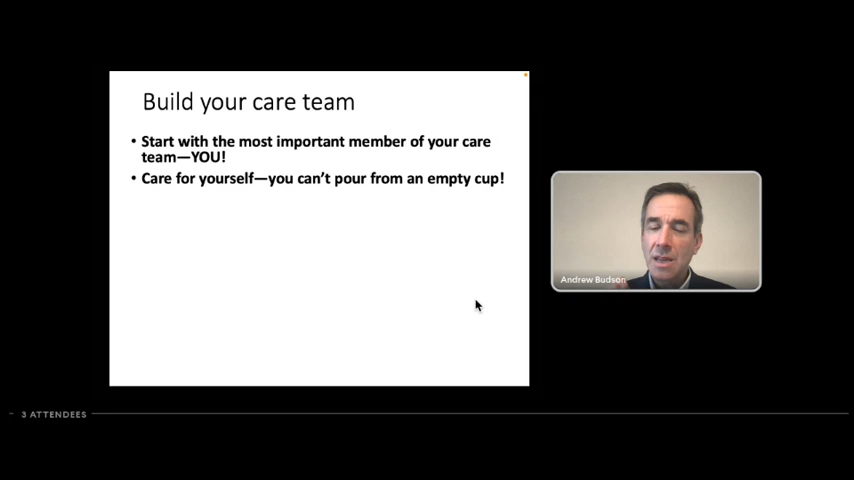 Build your care team
• Start with the most important member of your care
team—YOU!
• Care for yourself—you can't pour from an empty cup!
Andrew Budson
3 ATTENDEES